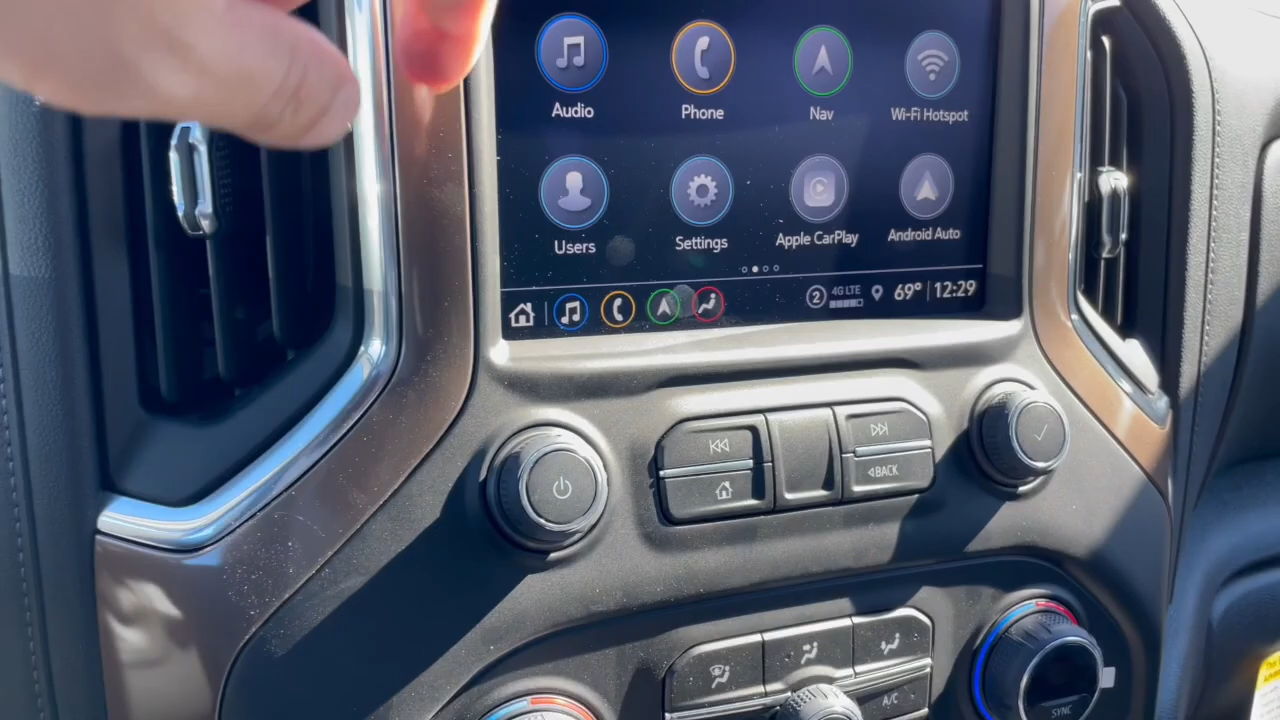 Audio Phone Nav Wi-Fi Hotspot
Users Settings Apple CarPlay Android Auto
2 4G LTE 69° 12:29
BACK
A/C
SYNC